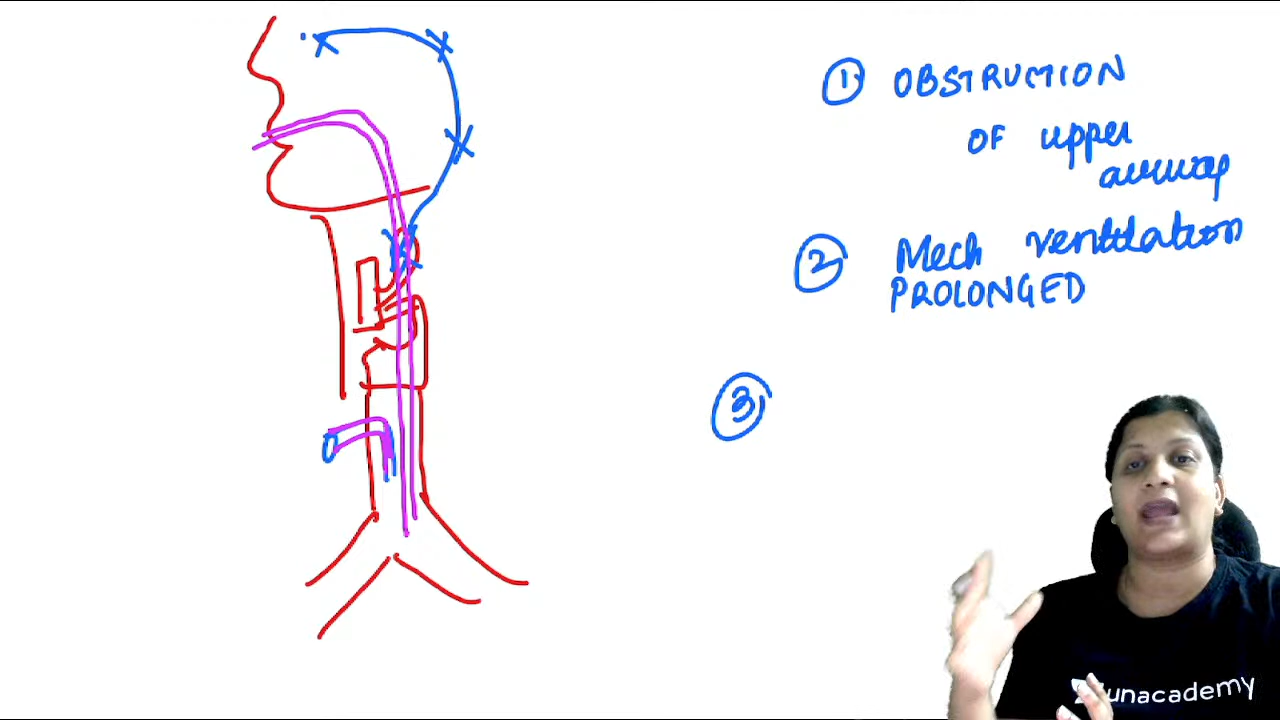 ① OBSTRUCTION
OF upper
airway
② Mech ventilation
PROLONGED
③
unacademy